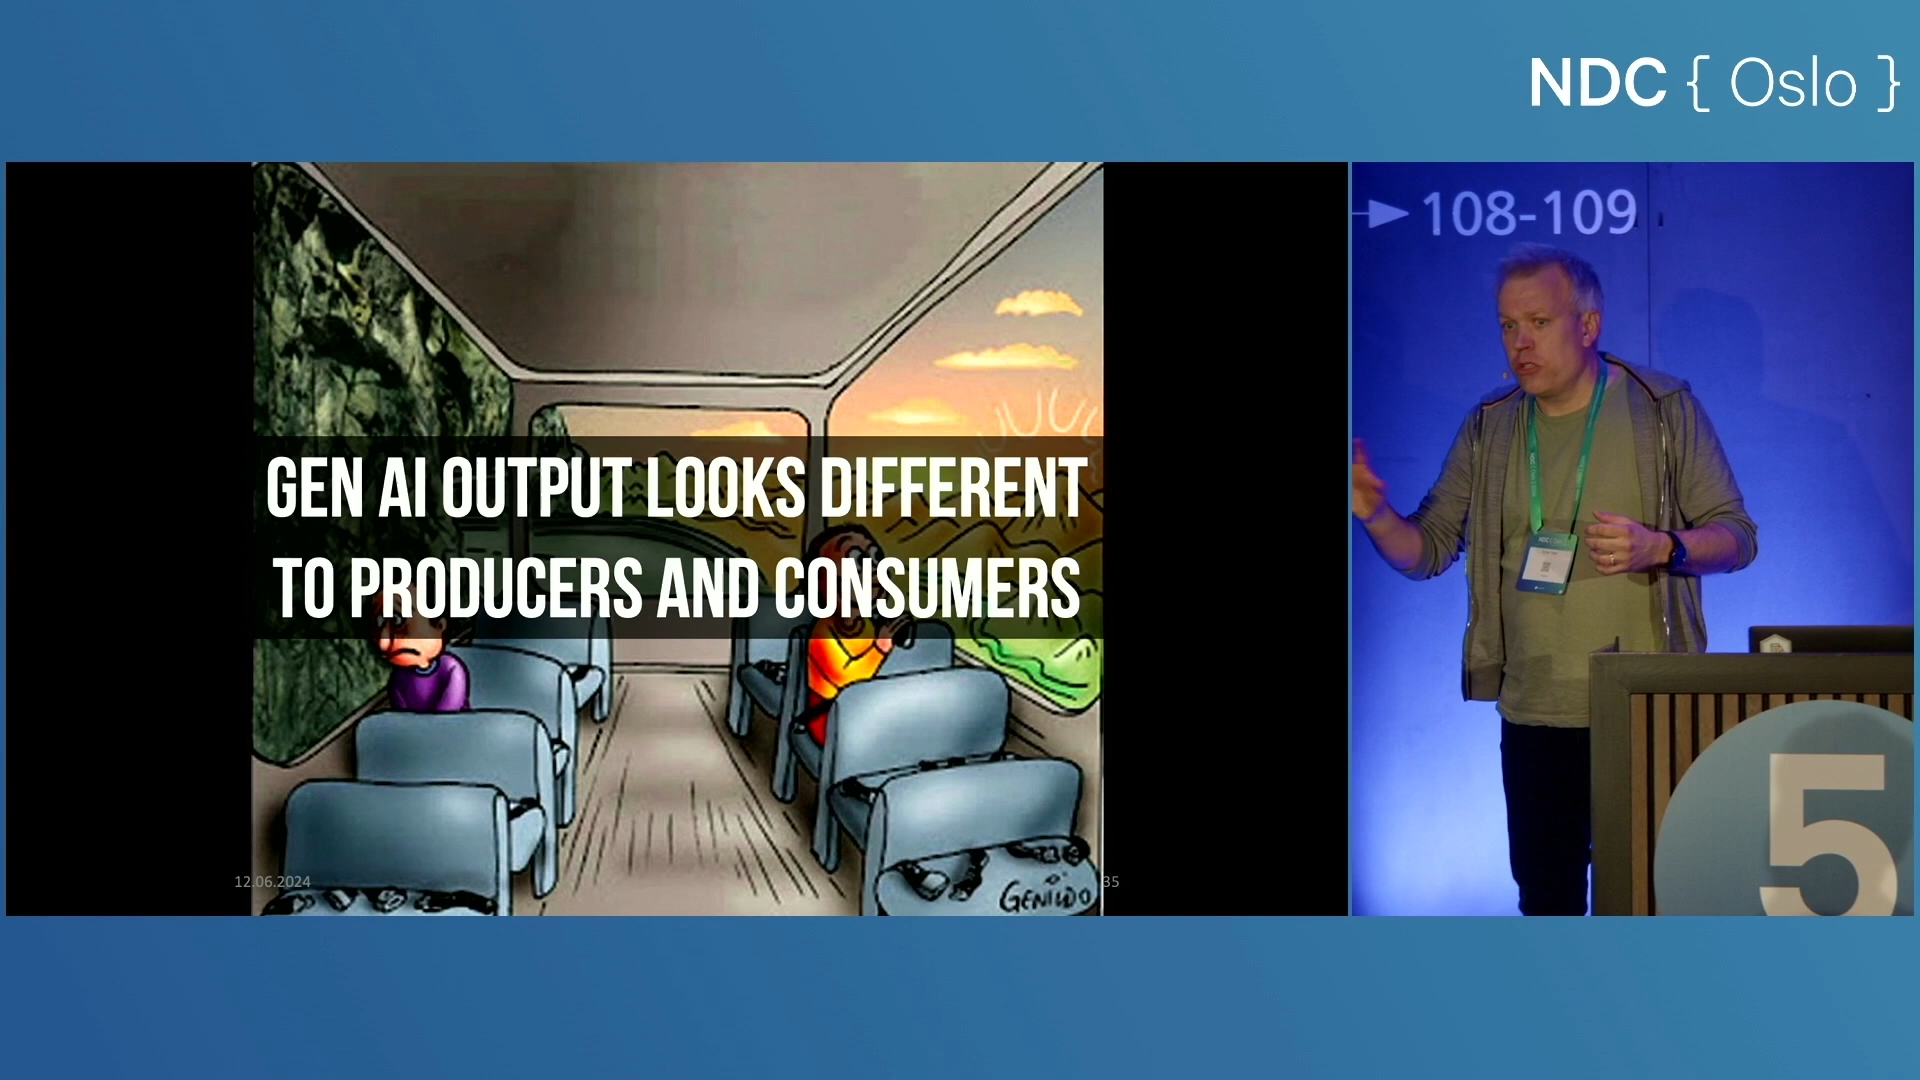 NDC { Oslo }
108-109
GEN AI OUTPUT LOOKS DIFFERENT
TO PRODUCERS AND CONSUMERS
12.06.2024
35
GENILDO
5